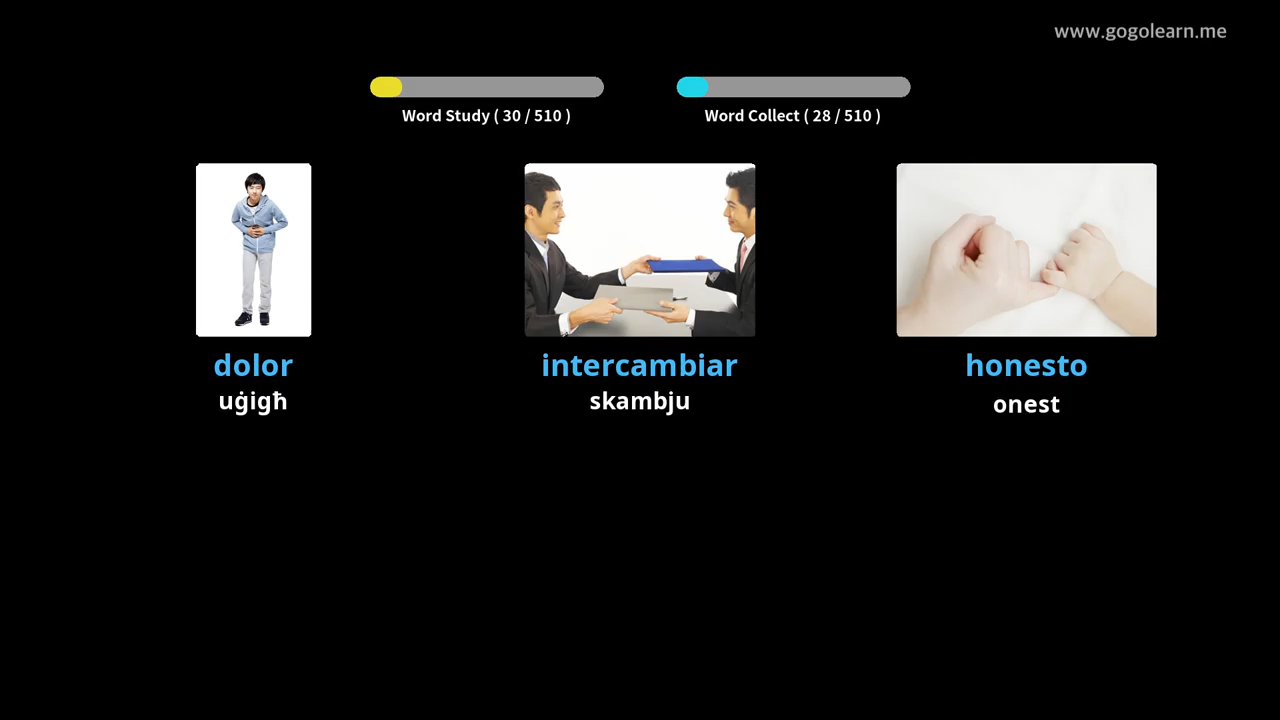 www.gogolearn.me
Word Study ( 30 / 510 )
Word Collect ( 28 / 510 )
dolor
uġigħ
intercambiar
skambju
honesto
onest